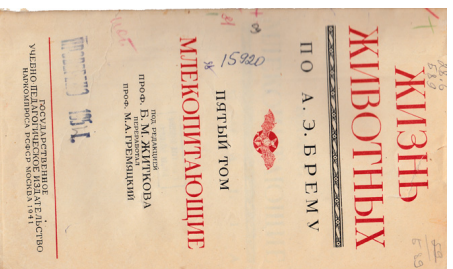 ЖИЗНЬ
ЖИВОТНЫХ
ПО А. Э. БРЕМУ
15920
ПЯТЫЙ ТОМ
МЛЕКОПИТАЮЩИЕ
ПОД РЕДАКЦИЕЙ
ПРОФ. Б. М. ЖИТКОВА
ПЕРЕРАБОТАЛ
ПРОФ. М. А. ГРЕМЯЦКИЙ
ГОСУДАРСТВЕННОЕ
УЧЕБНО-ПЕДАГОГИЧЕСКОЕ ИЗДАТЕЛЬСТВО
НАРКОМПРОСА РСФСР МОСКВА 1941